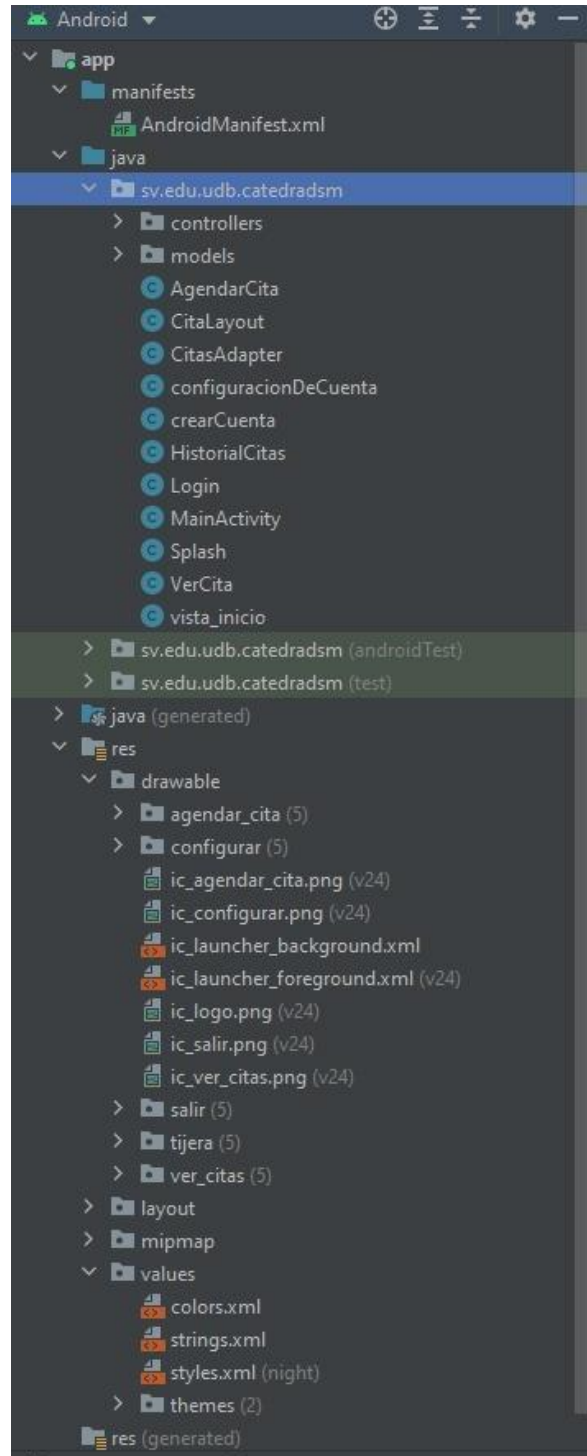 Android
app
manifests
MF AndroidManifest.xml
java
sv.edu.udb.catedradsm
controllers
models
C AgendarCita
C CitaLayout
C CitasAdapter
C configuracionDeCuenta
C crearCuenta
C HistorialCitas
C Login
C MainActivity
C Splash
C VerCita
C vista_inicio
sv.edu.udb.catedradsm (androidTest)
sv.edu.udb.catedradsm (test)
java (generated)
res
drawable
agendar_cita (5)
configurar (5)
ic_agendar_cita.png (v24)
ic_configurar.png (v24)
ic_launcher_background.xml
ic_launcher_foreground.xml (v24)
ic_logo.png (v24)
ic_salir.png (v24)
ic_ver_citas.png (v24)
salir (5)
tijera (5)
ver_citas (5)
layout
mipmap
values
colors.xml
strings.xml
styles.xml (night)
themes (2)
res (generated)